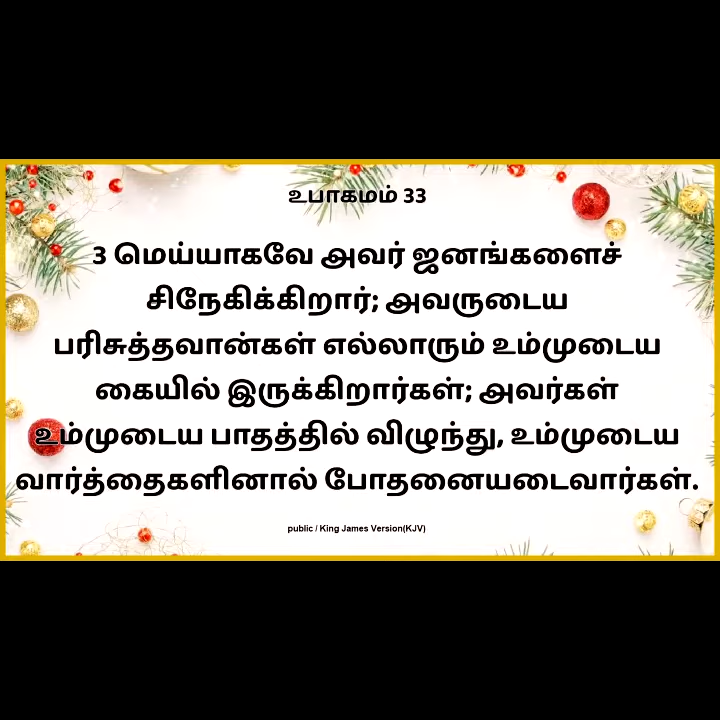 உபாகமம் 33
3 மெய்யாகவே அவர் ஜனங்களைச்
சிநேகிக்கிறார்; அவருடைய
பரிசுத்தவான்கள் எல்லாரும் உம்முடைய
கையில் இருக்கிறார்கள்; அவர்கள்
உம்முடைய பாதத்தில் விழுந்து, உம்முடைய
வார்த்தைகளினால் போதனையடைவார்கள்.
public / King James Version(KJV)